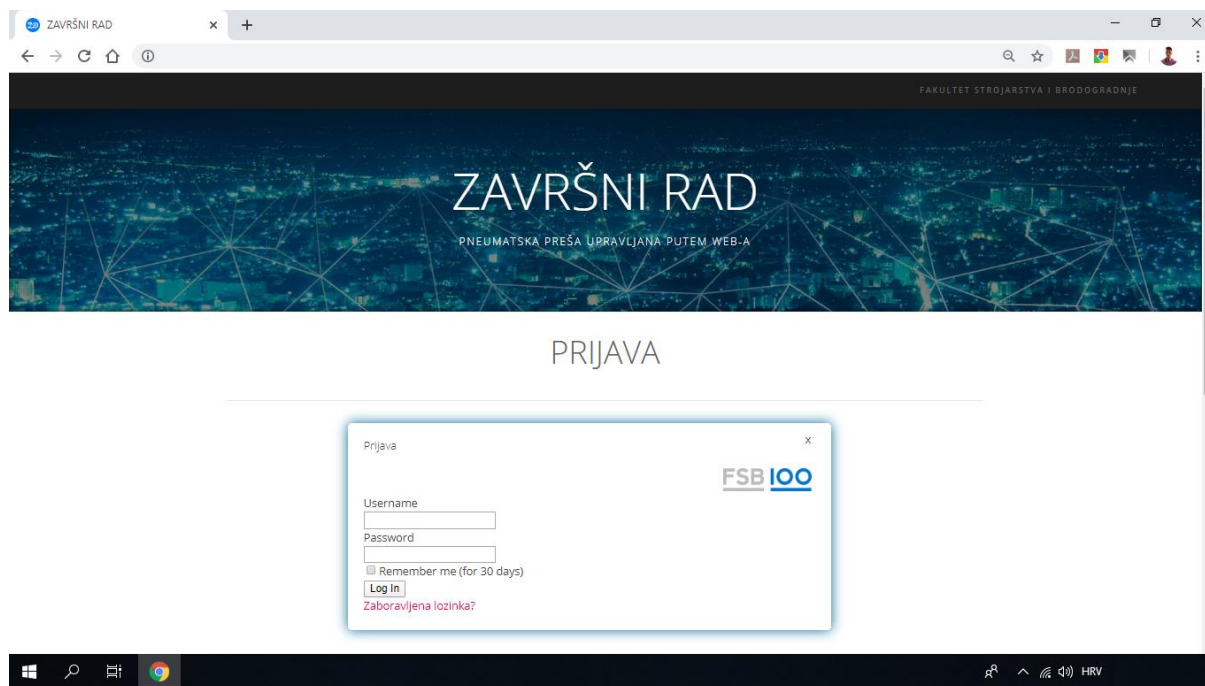 ZAVRŠNI RAD
FAKULTET STROJARSTVA I BRODOGRADNJE
ZAVRŠNI RAD
PNEUMATSKA PREŠA UPRAVLJANA PUTEM WEB-A
PRIJAVA
Prijava x
FSB 100
Username
Password
Remember me (for 30 days)
Log In
Zaboravljena lozinka?
HRV